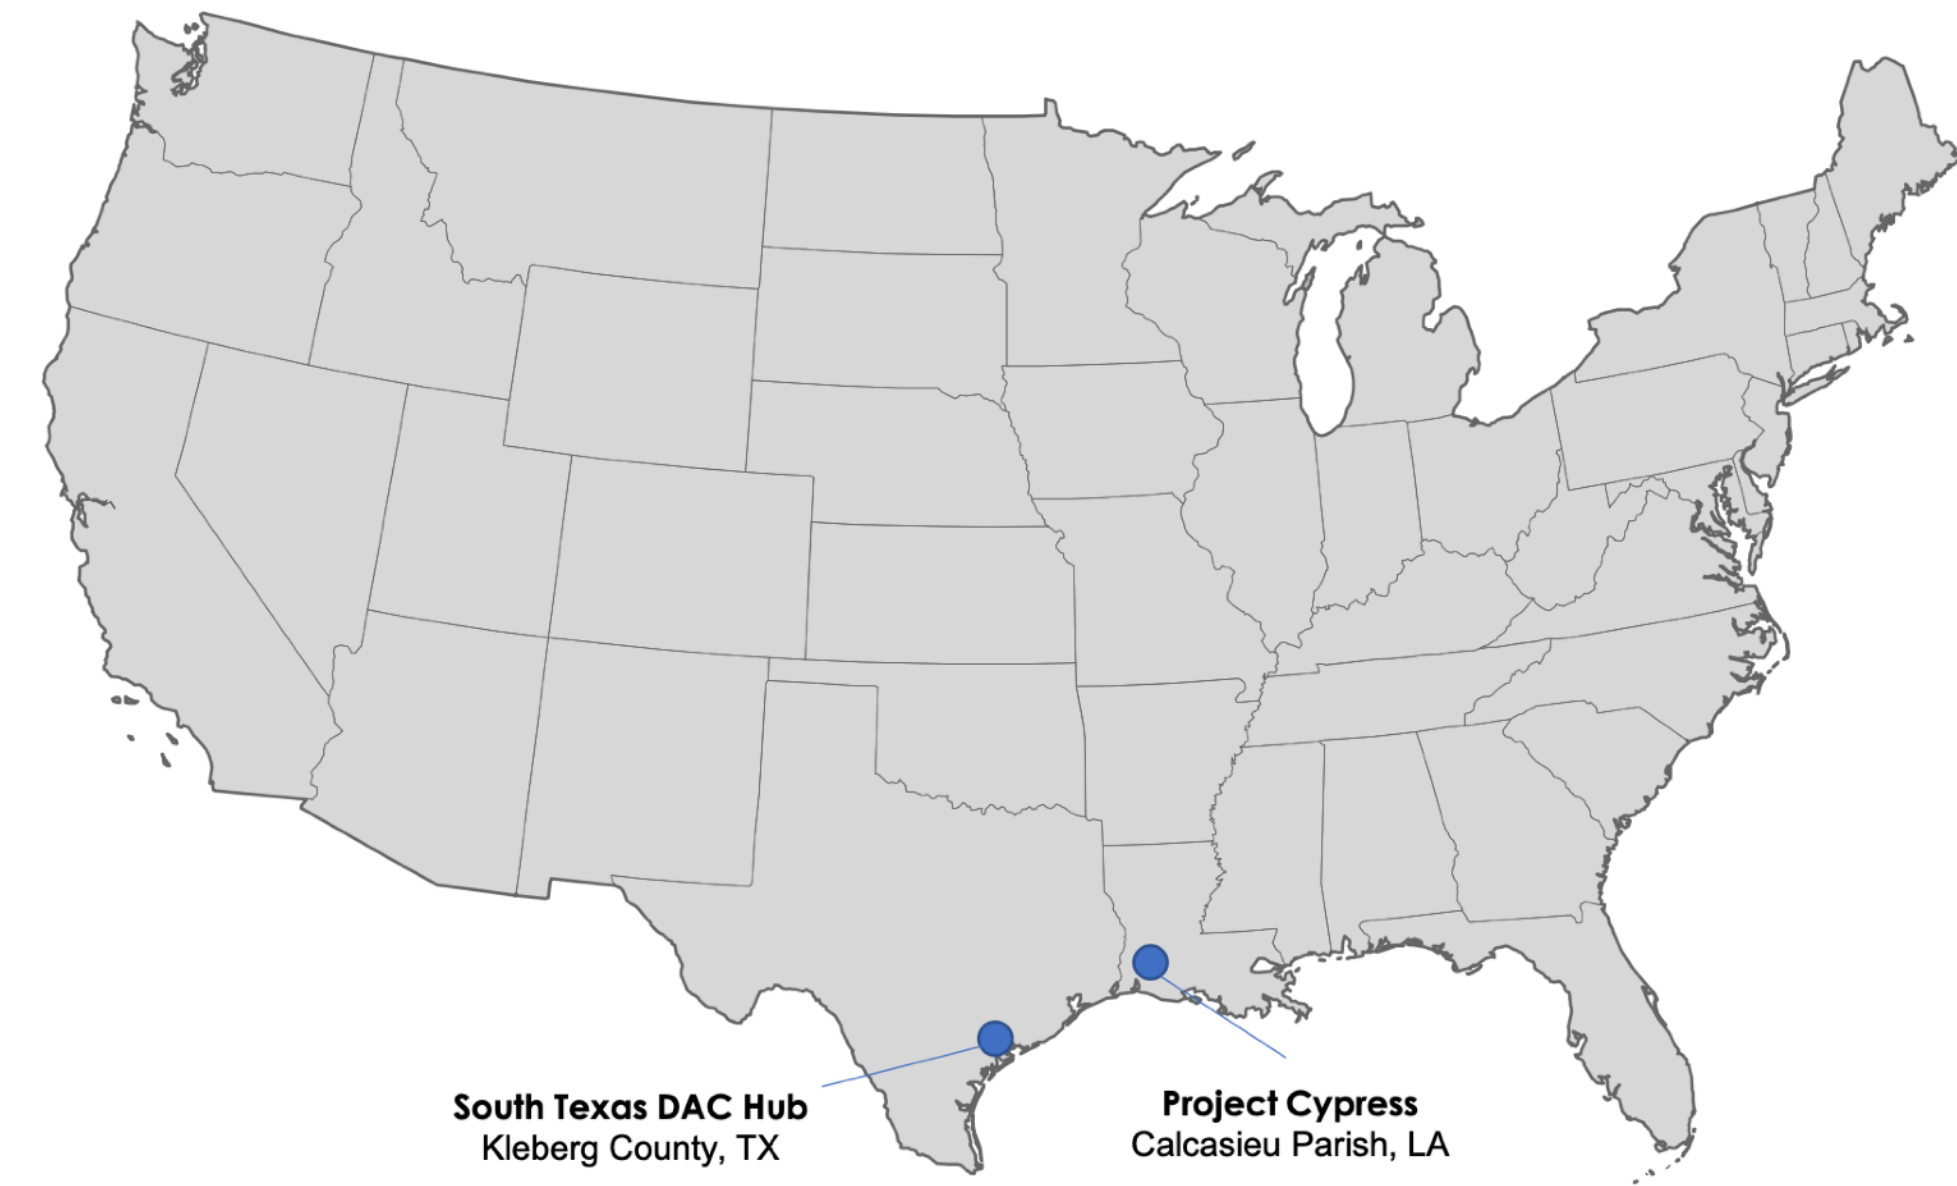 South Texas DAC Hub
Kleberg County, TX
Project Cypress
Calcasieu Parish, LA